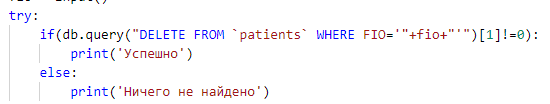 try:
if(db.query("DELETE FROM `patients` WHERE FIO='"+fio+"'")[1]!=0):
print('Успешно')
else:
print('Ничего не найдено')